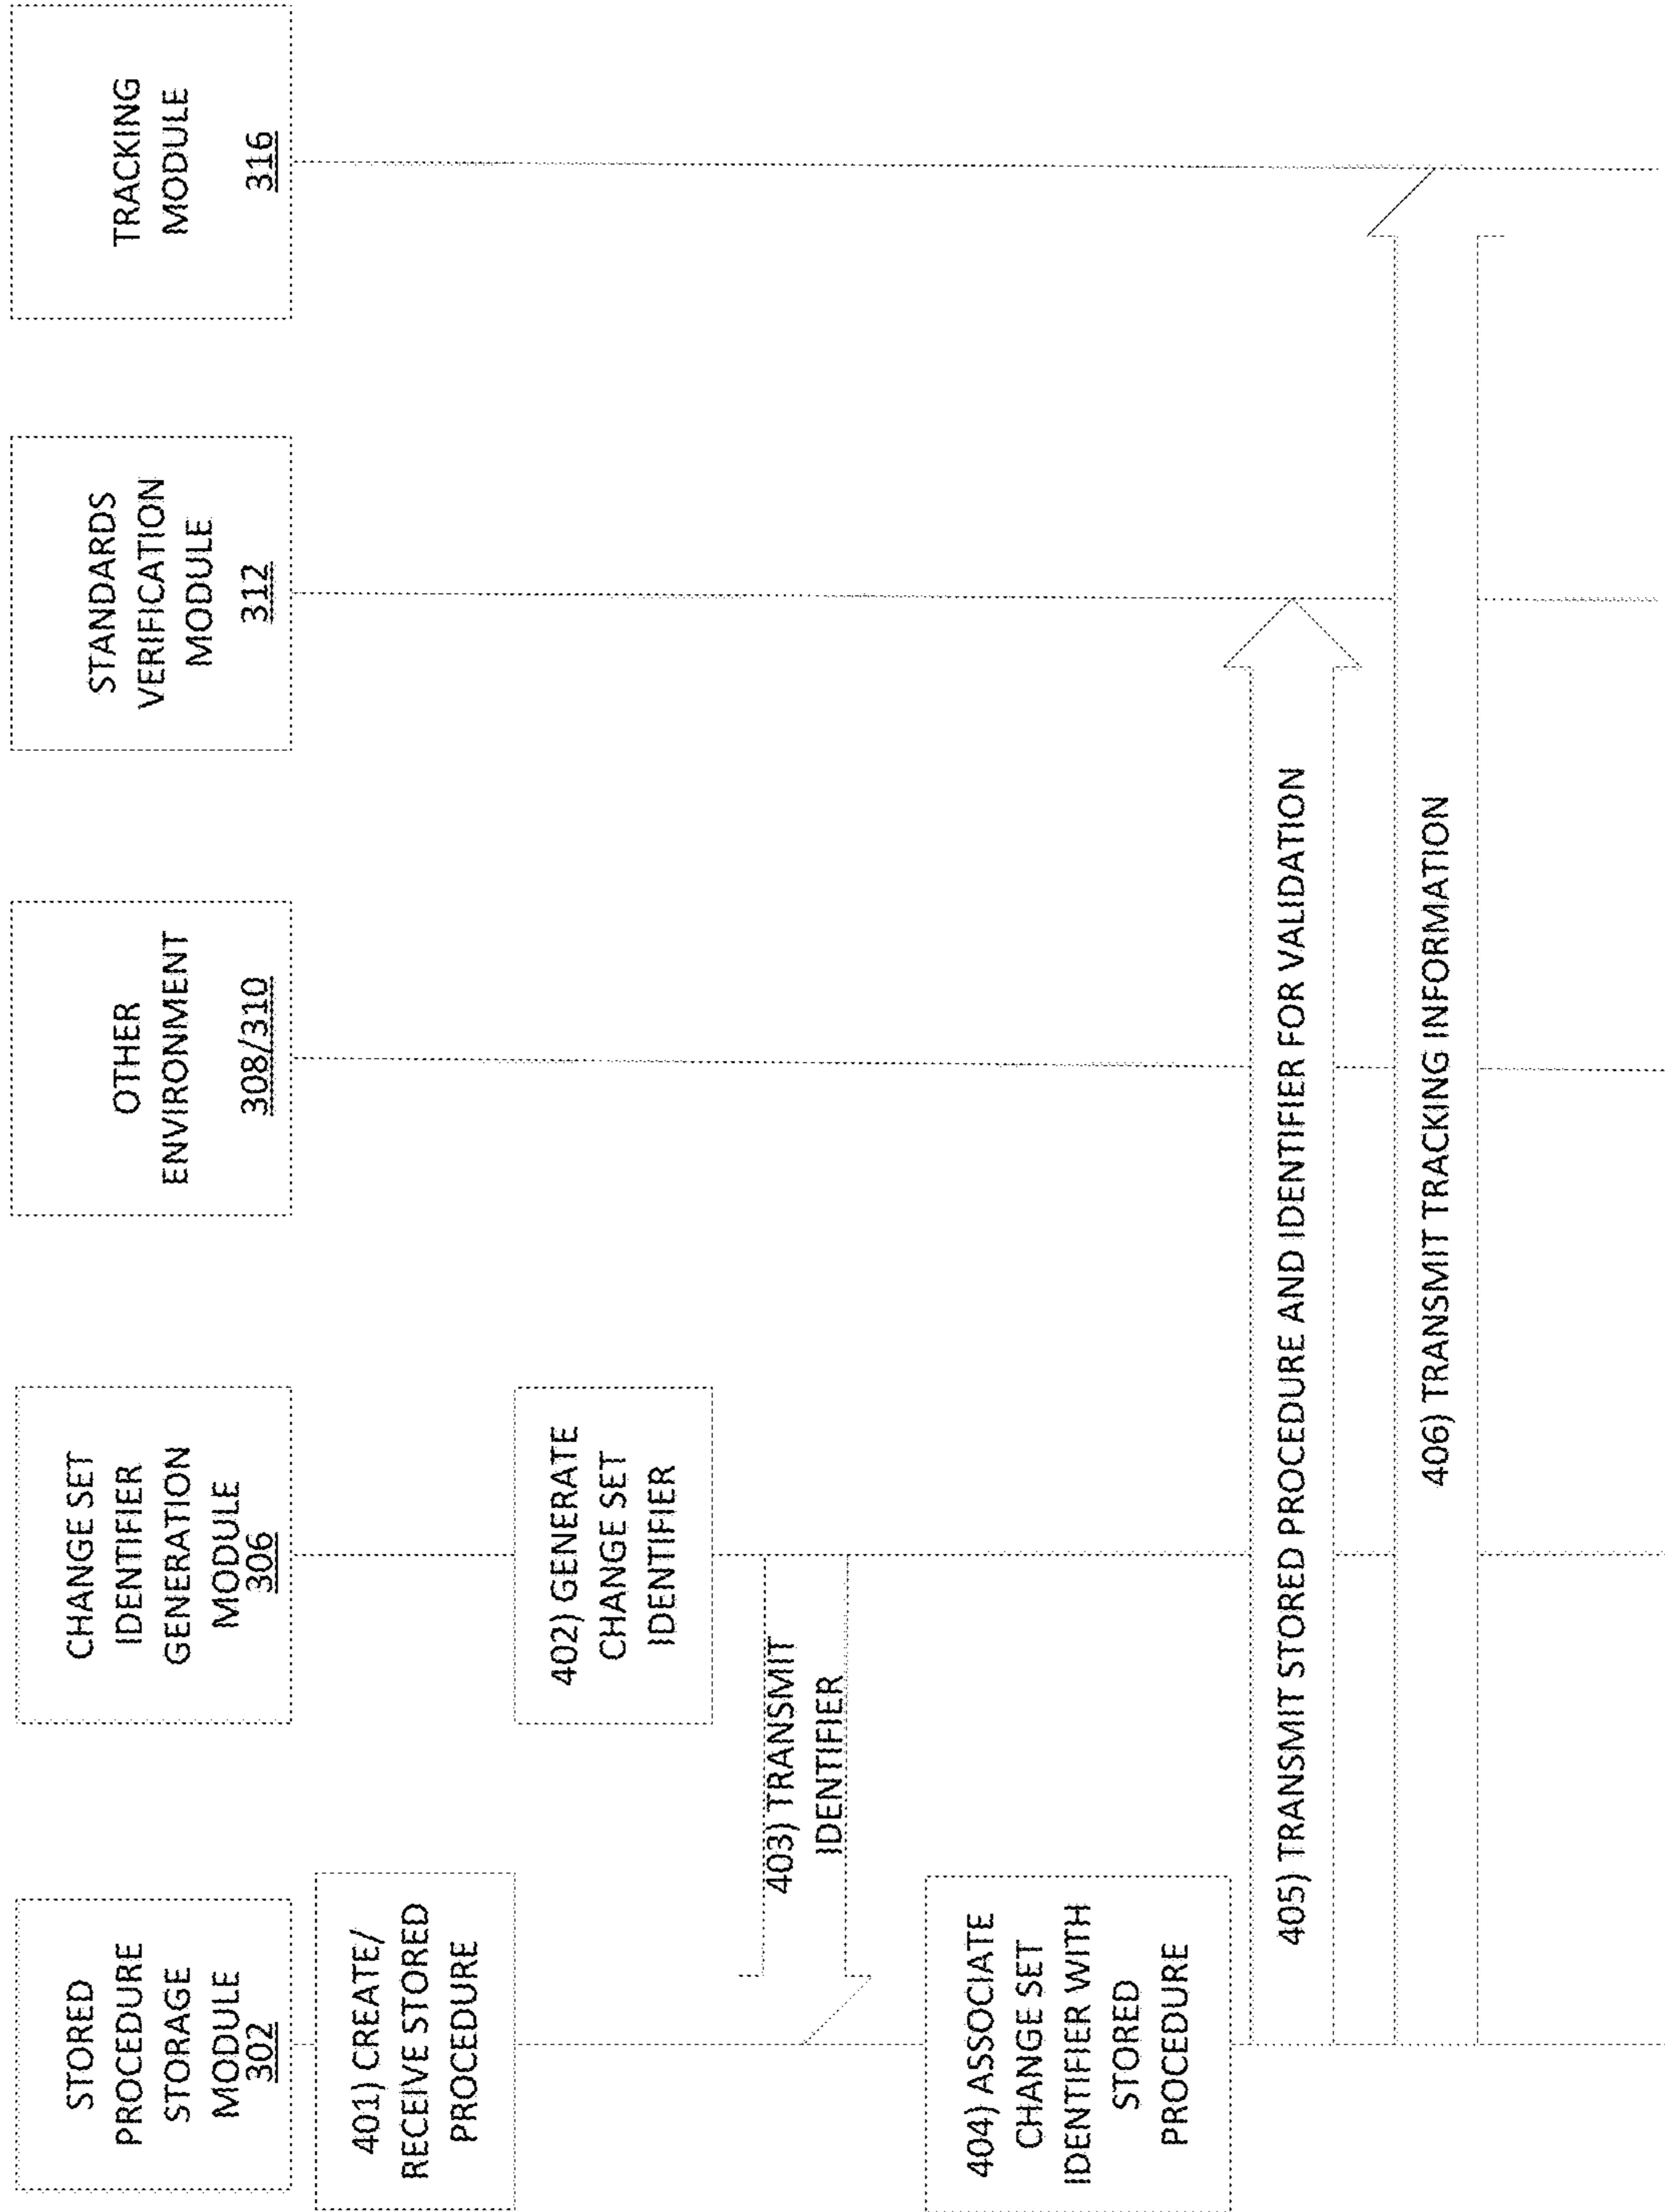 STORED
PROCEDURE
STORAGE
MODULE
302
CHANGE SET
IDENTIFIER
GENERATION
MODULE
306
OTHER
ENVIRONMENT
308/310
STANDARDS
VERIFICATION
MODULE
312
TRACKING
MODULE
316
401) CREATE/
RECEIVE STORED
PROCEDURE
402) GENERATE
CHANGE SET
IDENTIFIER
403) TRANSMIT
IDENTIFIER
404) ASSOCIATE
CHANGE SET
IDENTIFIER WITH
STORED
PROCEDURE
405) TRANSMIT STORED PROCEDURE AND IDENTIFIER FOR VALIDATION
406) TRANSMIT TRACKING INFORMATION